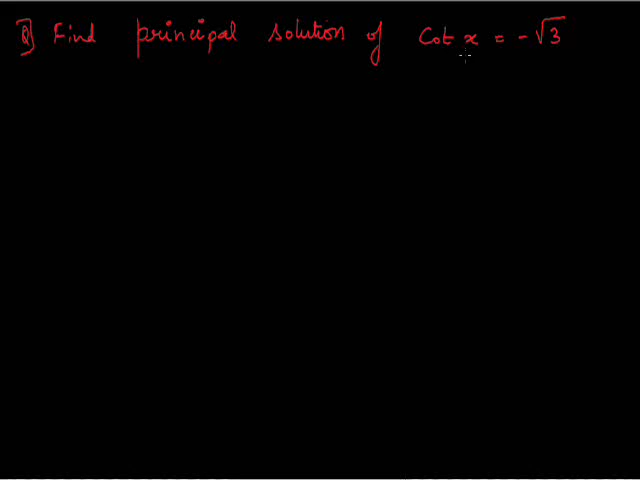 Q] Find principal solution of Cot x = -√3